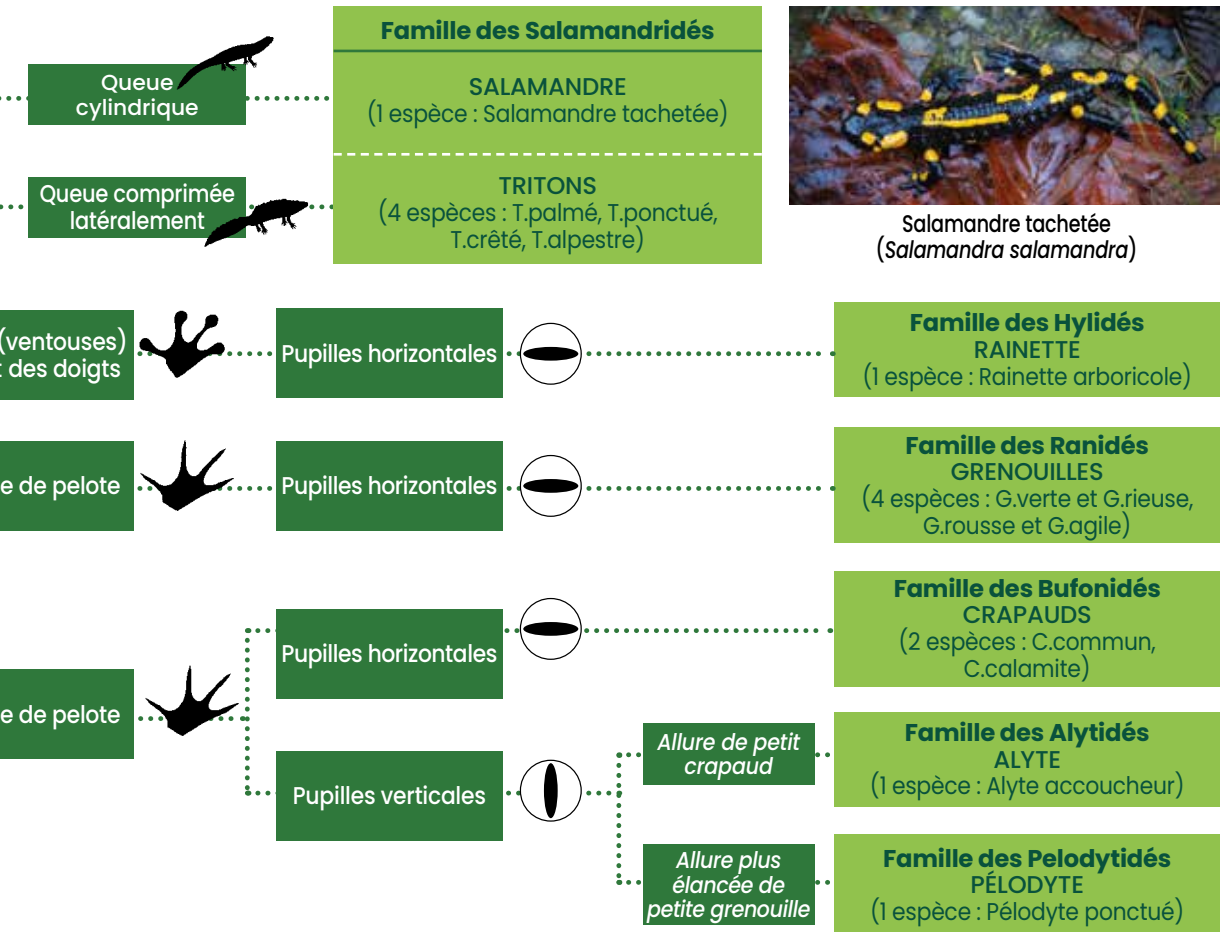 Queue
cylindrique
Famille des Salamandridés
SALAMANDRE
(1 espèce : Salamandre tachetée)
Queue comprimée
latéralement
TRITONS
(4 espèces : T.palmé, T.ponctué,
T.crêté, T.alpestre)
Salamandre tachetée
(Salamandra salamandra)
(ventouses)
des doigts
Pupilles horizontales
Famille des Hylidés
RAINETTE
(1 espèce : Rainette arboricole)
e de pelote
Pupilles horizontales
Famille des Ranidés
GRENOUILLES
(4 espèces : G.verte et G.rieuse,
G.rousse et G.agile)
e de pelote
Pupilles horizontales
Famille des Bufonidés
CRAPAUDS
(2 espèces : C.commun,
C.calamite)
Pupilles verticales
Allure de petit
crapaud
Famille des Alytidés
ALYTE
(1 espèce : Alyte accoucheur)
Allure plus
élancée de
petite grenouille
Famille des Pelodytidés
PÉLODYTE
(1 espèce : Pélodyte ponctué)